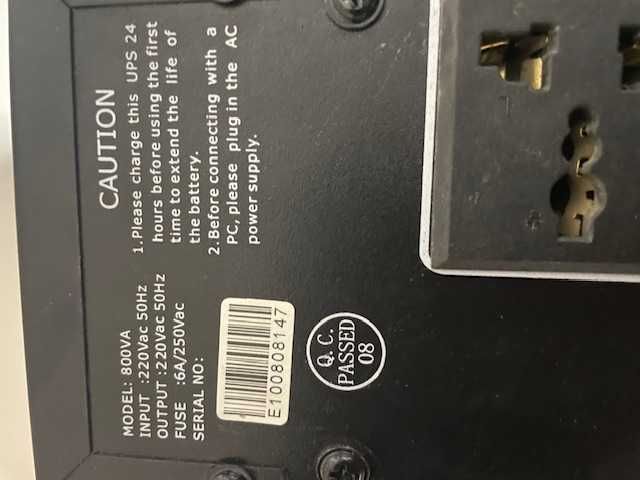 CAUTION
1.Please charge this UPS 24
hours before using the first
time to extend the life of
the battery.
2.Before connecting with a
PC, please plug in the AC
power supply.
MODEL: 800VA
INPUT :220Vac 50Hz
OUTPUT :220Vac 50Hz
FUSE :6A/250Vac
SERIAL NO:
E100808147
Q.C.
PASSED
08